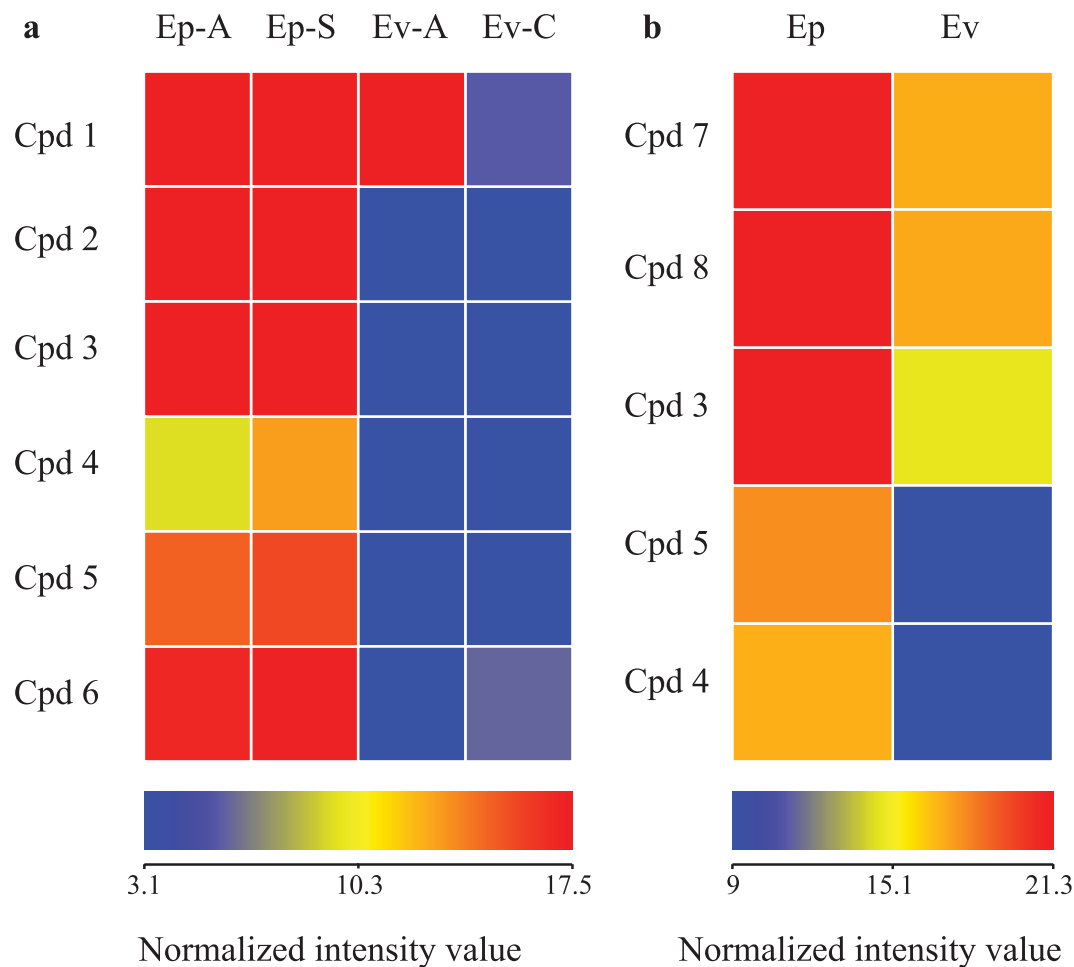 a Ep-A Ep-S Ev-A Ev-C
Cpd 1
Cpd 2
Cpd 3
Cpd 4
Cpd 5
Cpd 6
3.1 10.3 17.5
Normalized intensity value
b Ep Ev
Cpd 7
Cpd 8
Cpd 3
Cpd 5
Cpd 4
9 15.1 21.3
Normalized intensity value